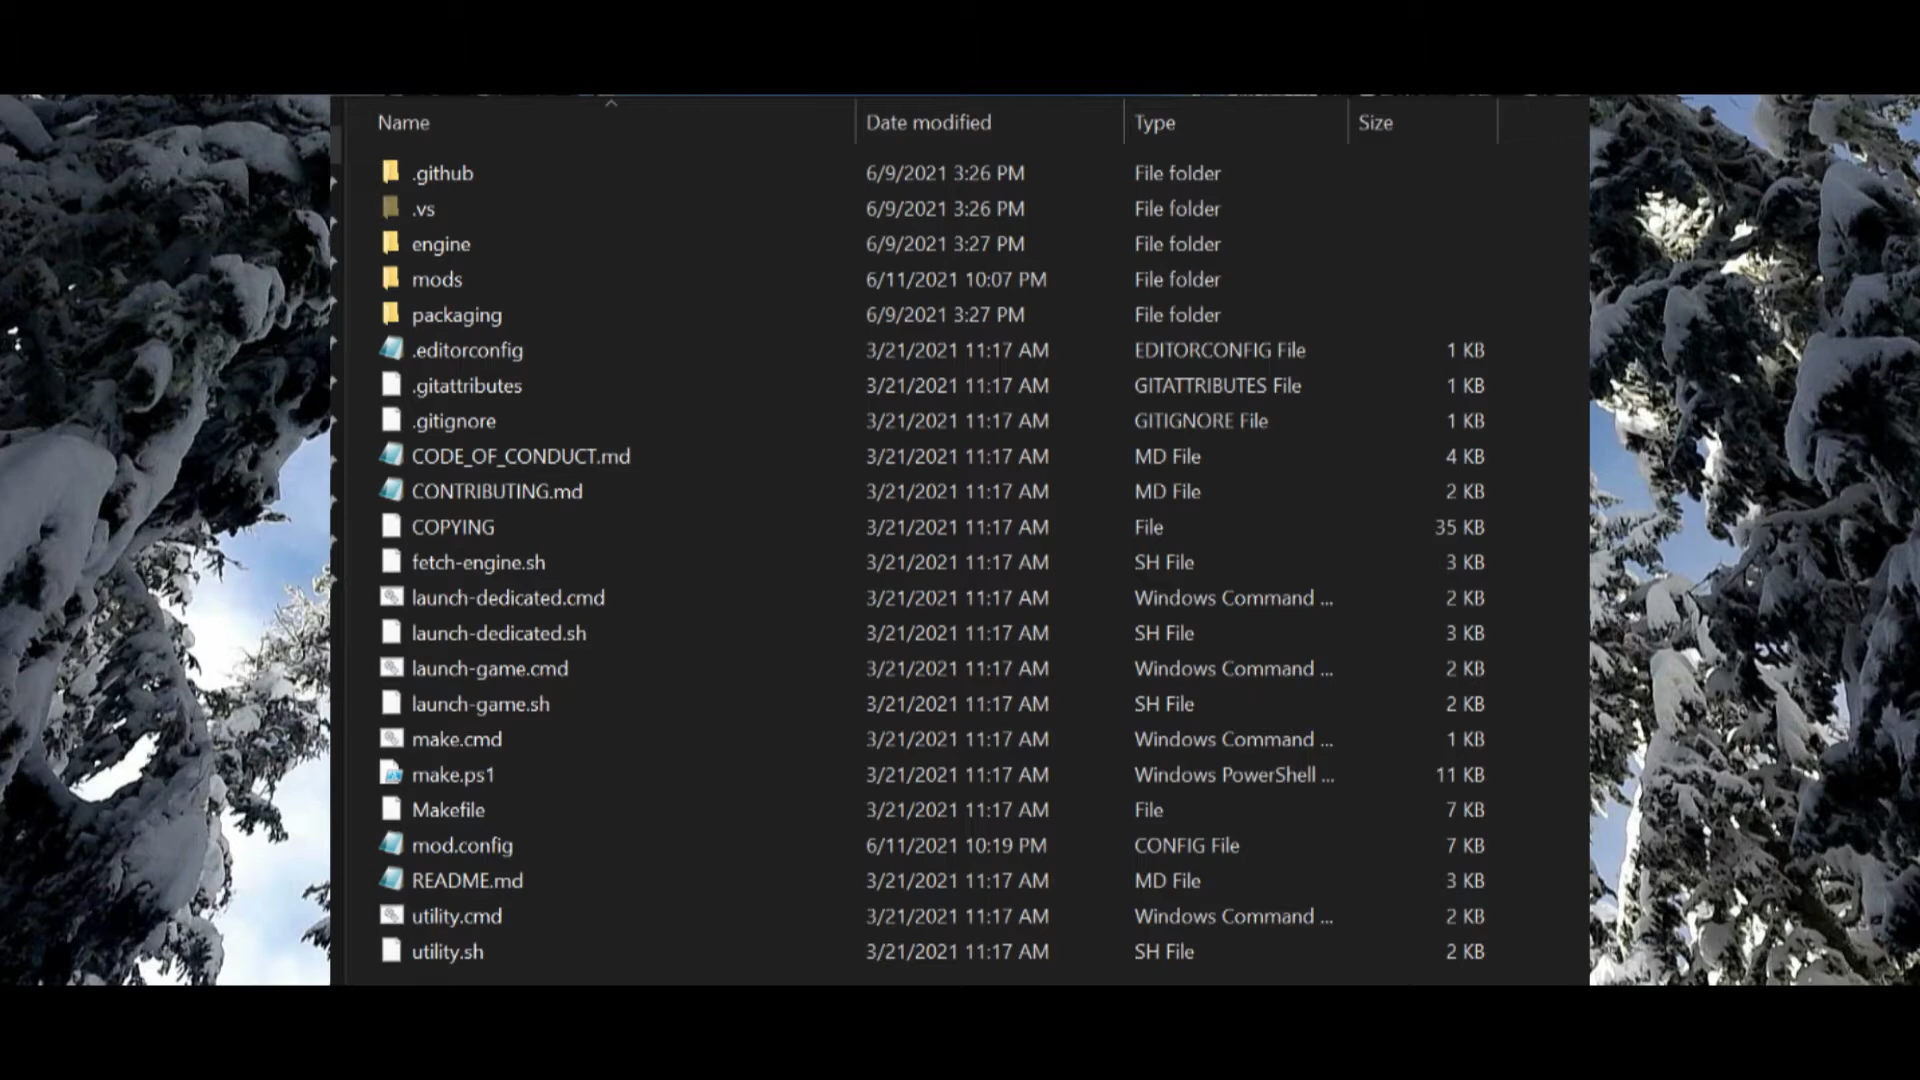 Name Date modified Type Size
.github 6/9/2021 3:26 PM File folder
.vs 6/9/2021 3:26 PM File folder
engine 6/9/2021 3:27 PM File folder
mods 6/11/2021 10:07 PM File folder
packaging 6/9/2021 3:27 PM File folder
.editorconfig 3/21/2021 11:17 AM EDITORCONFIG File 1 KB
.gitattributes 3/21/2021 11:17 AM GITATTRIBUTES File 1 KB
.gitignore 3/21/2021 11:17 AM GITIGNORE File 1 KB
CODE_OF_CONDUCT.md 3/21/2021 11:17 AM MD File 4 KB
CONTRIBUTING.md 3/21/2021 11:17 AM MD File 2 KB
COPYING 3/21/2021 11:17 AM File 35 KB
fetch-engine.sh 3/21/2021 11:17 AM SH File 3 KB
launch-dedicated.cmd 3/21/2021 11:17 AM Windows Command ... 2 KB
launch-dedicated.sh 3/21/2021 11:17 AM SH File 3 KB
launch-game.cmd 3/21/2021 11:17 AM Windows Command ... 2 KB
launch-game.sh 3/21/2021 11:17 AM SH File 2 KB
make.cmd 3/21/2021 11:17 AM Windows Command ... 1 KB
make.ps1 3/21/2021 11:17 AM Windows PowerShell ... 11 KB
Makefile 3/21/2021 11:17 AM File 7 KB
mod.config 6/11/2021 10:19 PM CONFIG File 7 KB
README.md 3/21/2021 11:17 AM MD File 3 KB
utility.cmd 3/21/2021 11:17 AM Windows Command ... 2 KB
utility.sh 3/21/2021 11:17 AM SH File 2 KB